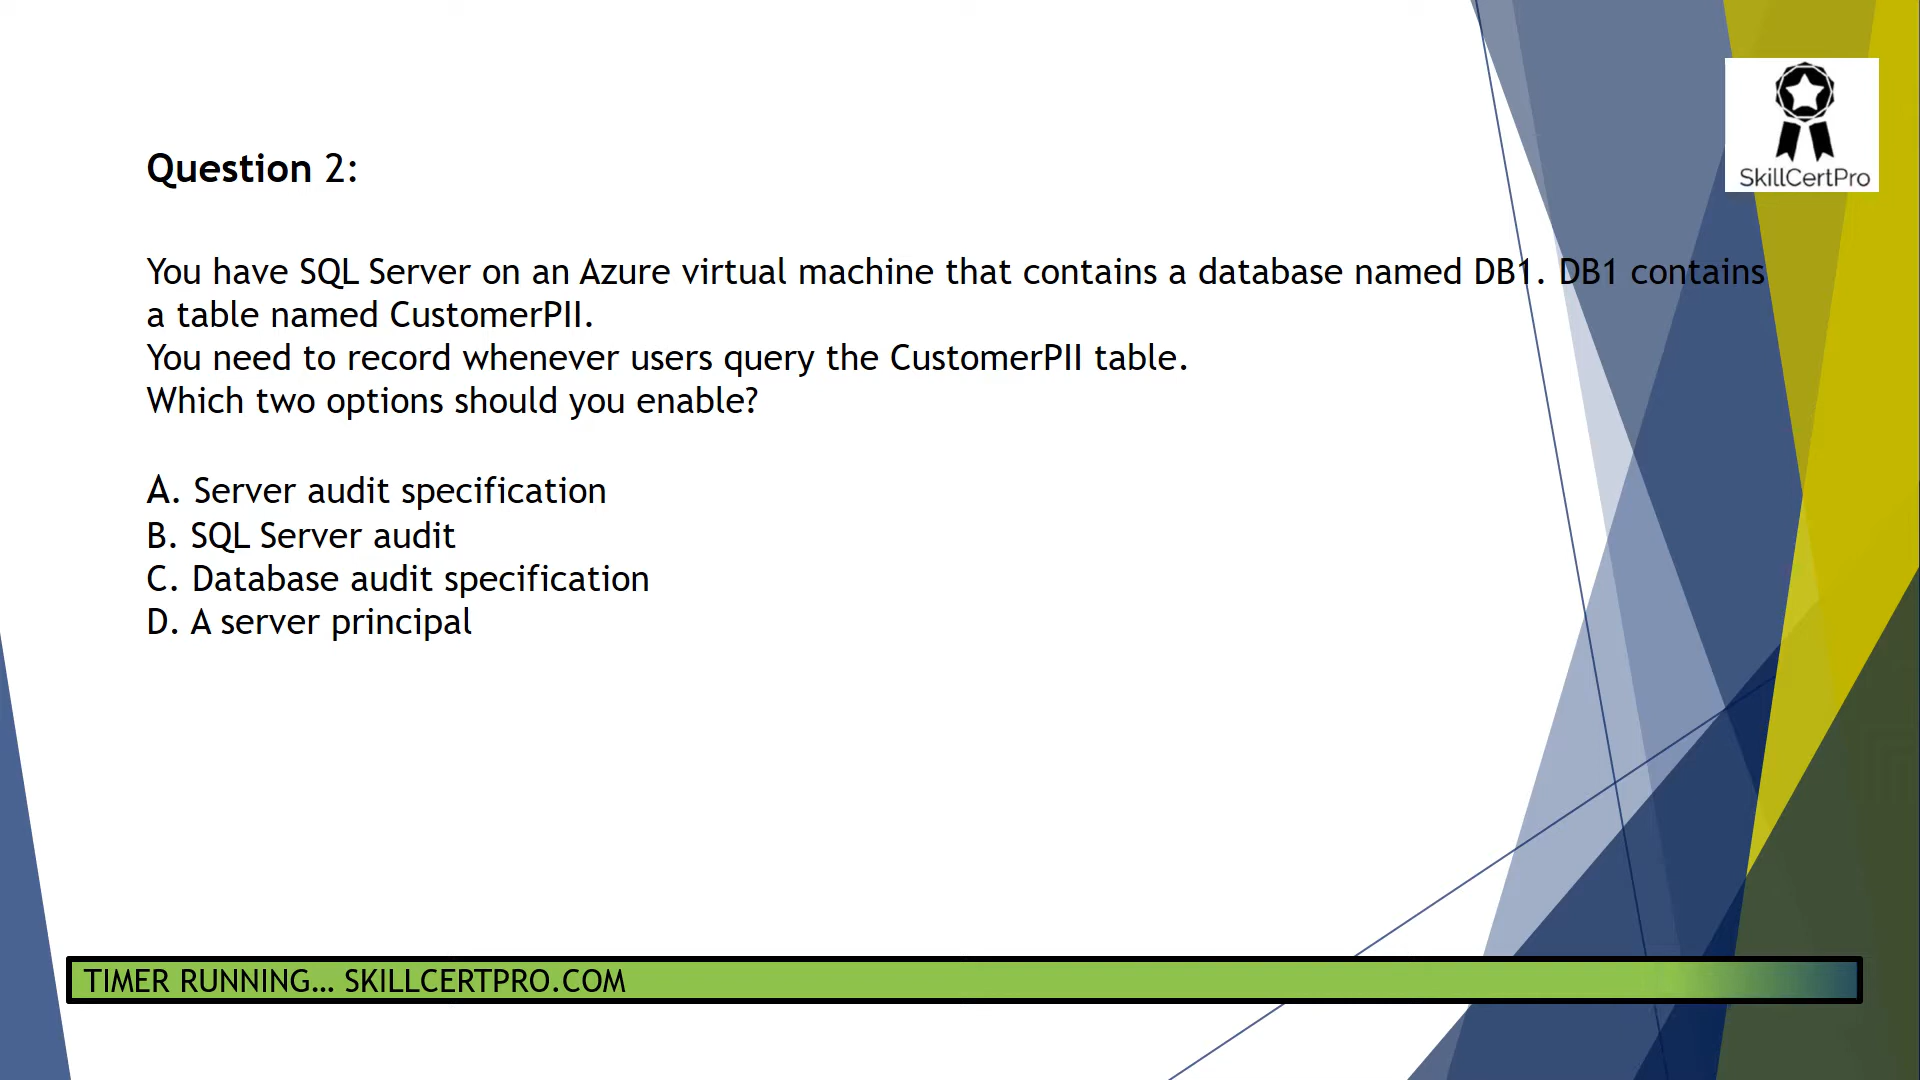 SkillCertPro
Question 2:
You have SQL Server on an Azure virtual machine that contains a database named DB1. DB1 contains
a table named CustomerPII.
You need to record whenever users query the CustomerPII table.
Which two options should you enable?
A. Server audit specification
B. SQL Server audit
C. Database audit specification
D. A server principal
TIMER RUNNING... SKILLCERTPRO.COM